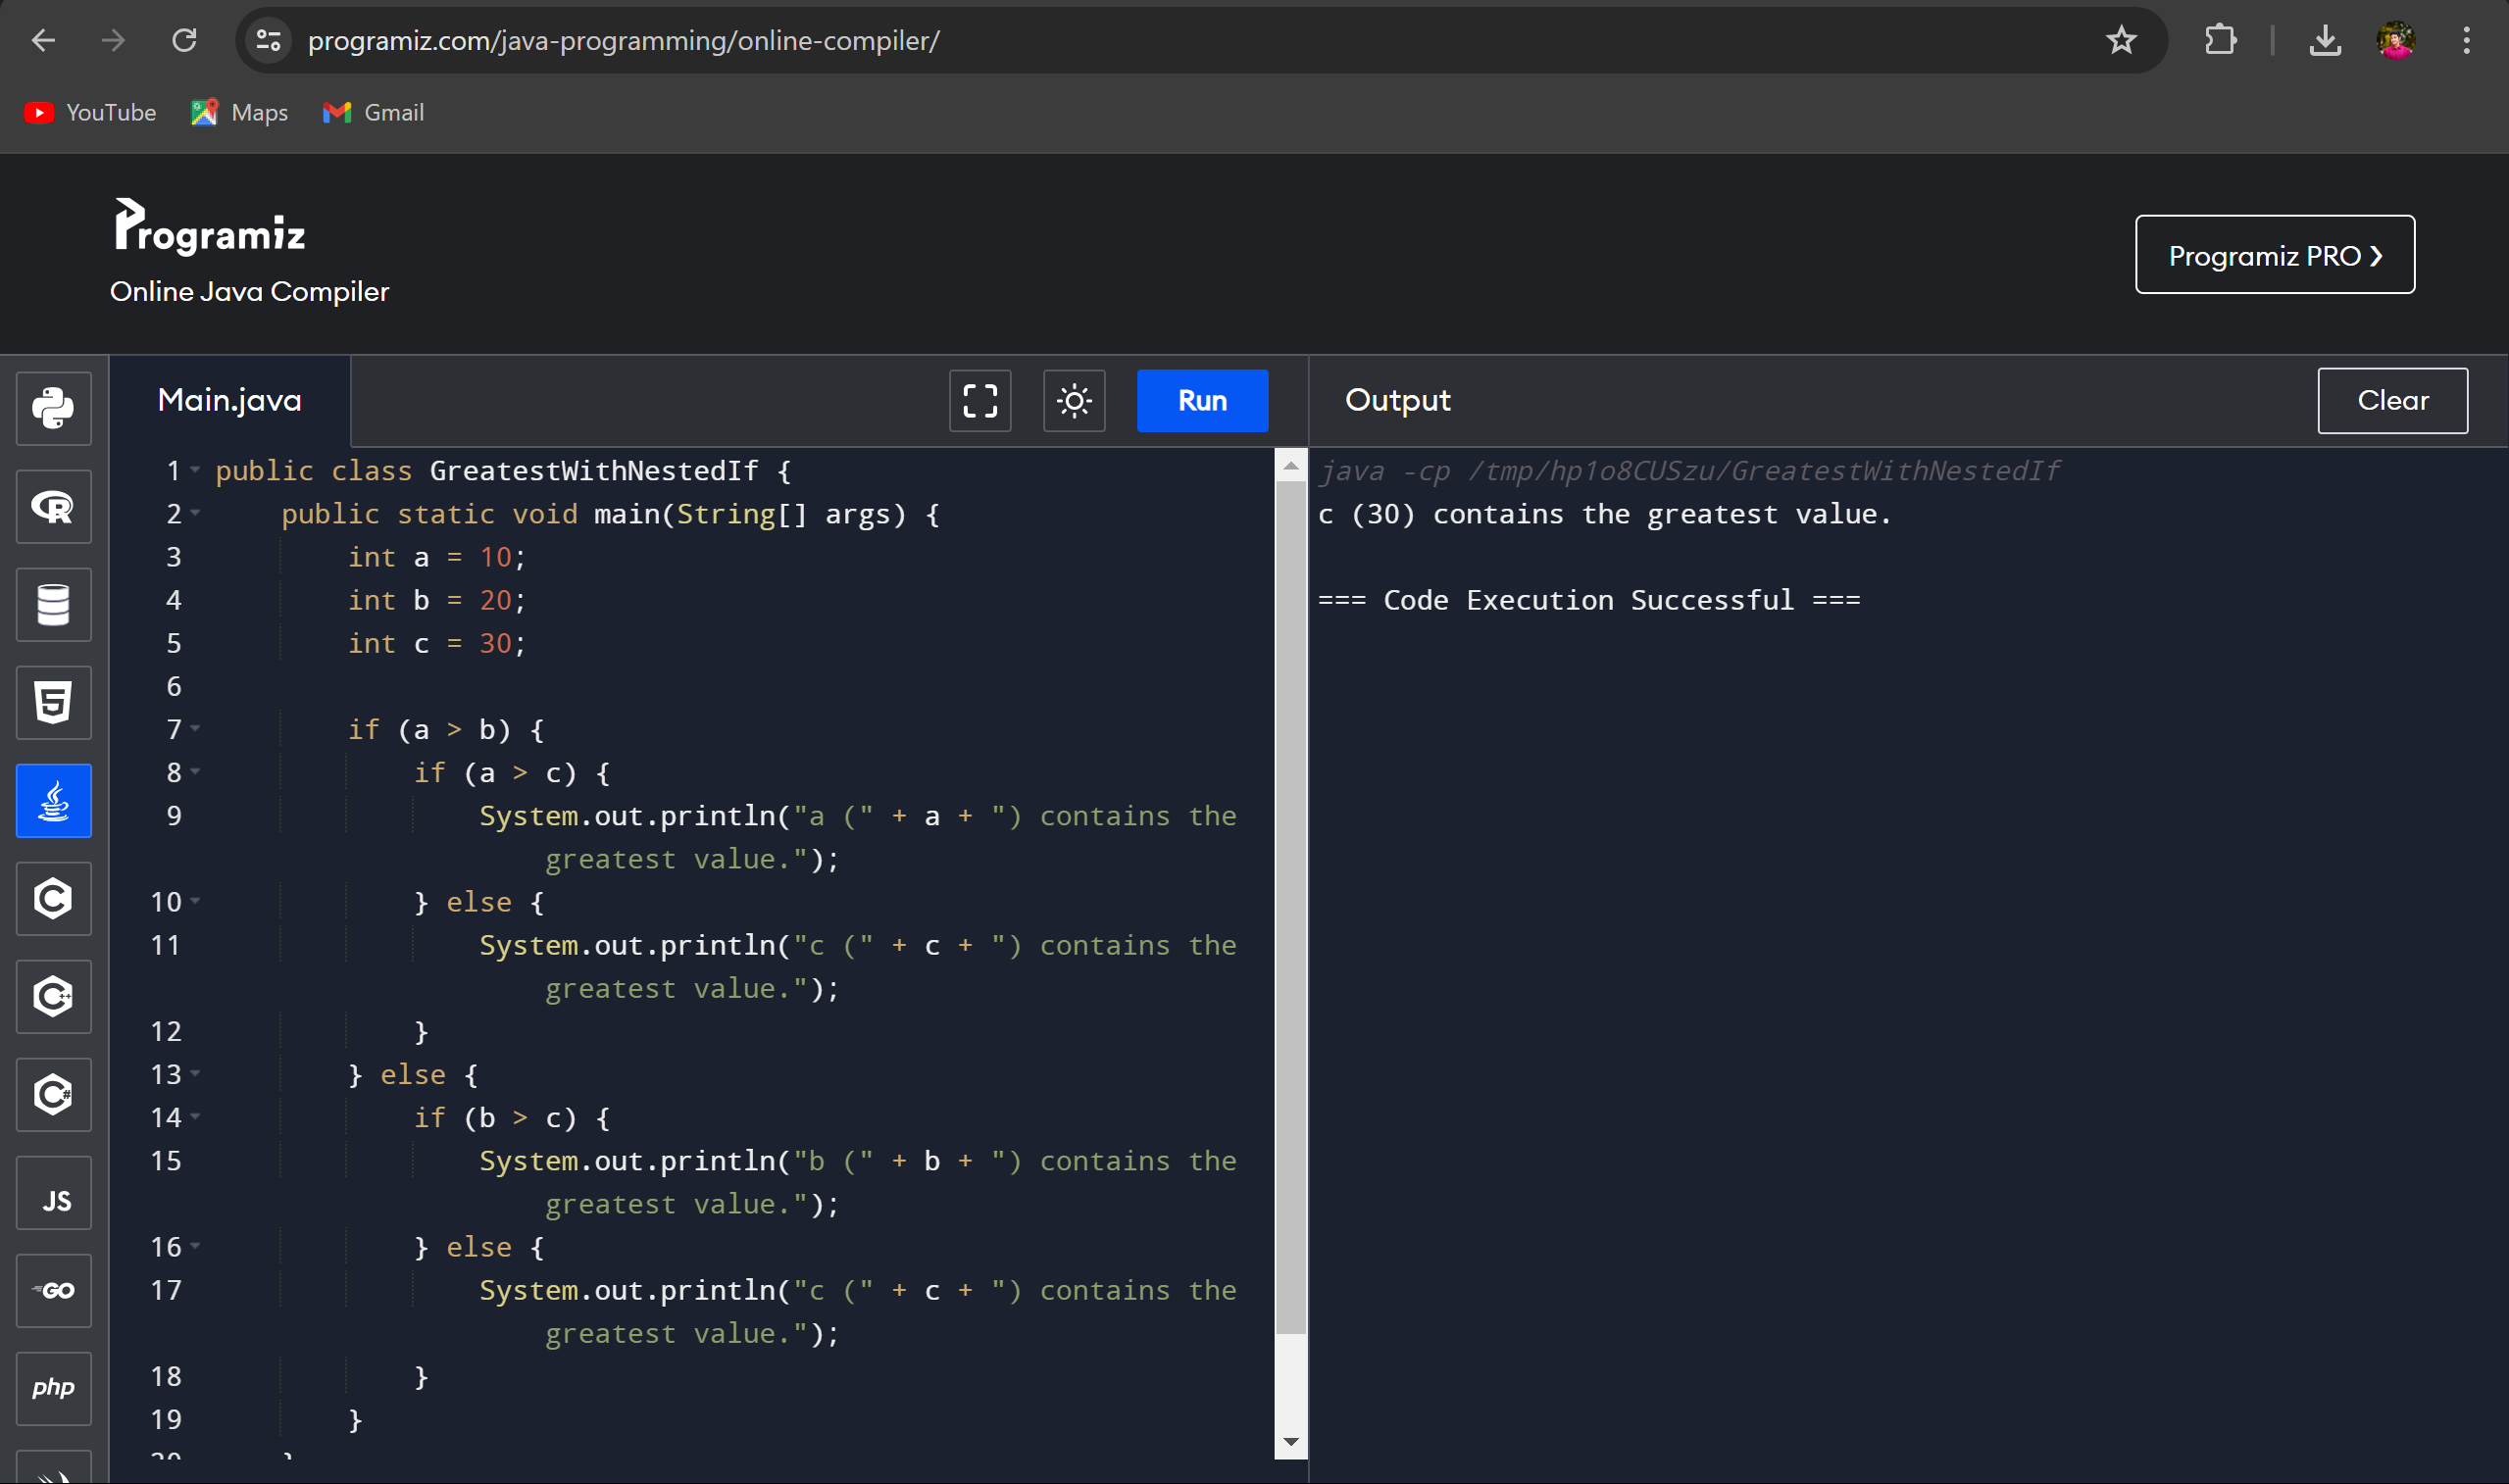 programiz.com/java-programming/online-compiler/
YouTube Maps Gmail
Programiz
Online Java Compiler
Programiz PRO ❯
Main.java
Run
Output
Clear
1 public class GreatestWithNestedIf {
2     public static void main(String[] args) {
3         int a = 10;
4         int b = 20;
5         int c = 30;
6
7         if (a > b) {
8             if (a > c) {
9                 System.out.println("a (" + a + ") contains the
                    greatest value.");
10             } else {
11                 System.out.println("c (" + c + ") contains the
                    greatest value.");
12             }
13         } else {
14             if (b > c) {
15                 System.out.println("b (" + b + ") contains the
                    greatest value.");
16             } else {
17                 System.out.println("c (" + c + ") contains the
                    greatest value.");
18             }
19         }
java -cp /tmp/hp1o8CUSzu/GreatestWithNestedIf
c (30) contains the greatest value.
=== Code Execution Successful ===
R
5
C
C++
C#
JS
GO
php